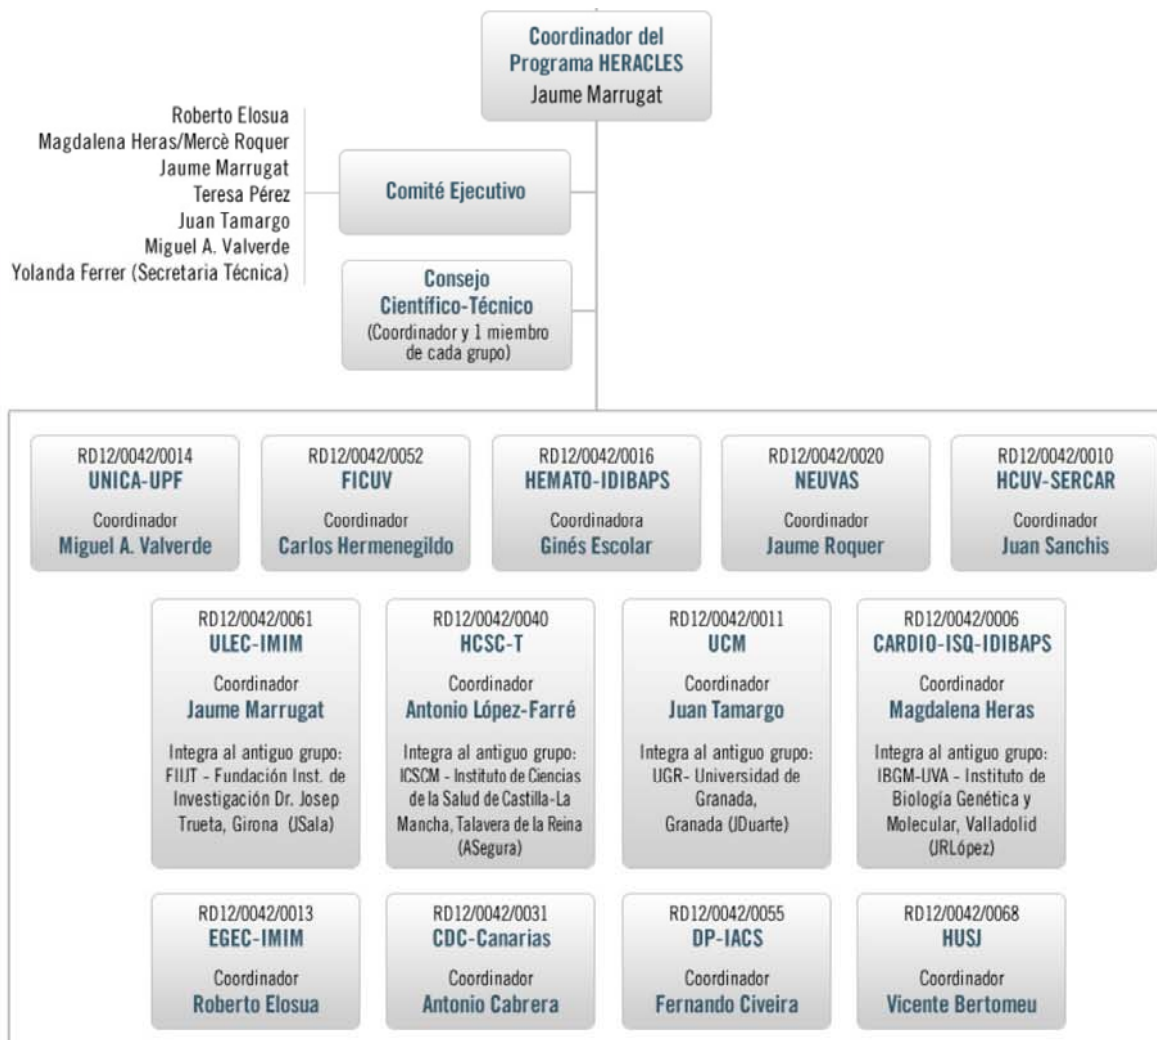 Coordinador del
Programa HERACLES
Jaume Marrugat
Roberto Elosua
Magdalena Heras/Mercè Roquer
Jaume Marrugat
Teresa Pérez
Juan Tamargo
Miguel A. Valverde
Yolanda Ferrer (Secretaria Técnica)
Comité Ejecutivo
Consejo
Científico-Técnico
(Coordinador y 1 miembro
de cada grupo)
RD12/0042/0014
UNICA-UPF
Coordinador
Miguel A. Valverde
RD12/0042/0052
FICUV
Coordinador
Carlos Hermenegildo
RD12/0042/0016
HEMATO-IDIBAPS
Coordinadora
Ginés Escolar
RD12/0042/0020
NEUVAS
Coordinador
Jaume Roquer
RD12/0042/0010
HCUV-SERCAR
Coordinador
Juan Sanchis
RD12/0042/0061
ULEC-IMIM
Coordinador
Jaume Marrugat
Integra al antiguo grupo:
FIIJT - Fundación Inst. de
Investigación Dr. Josep
Trueta, Girona (JSala)
RD12/0042/0040
HCSC-T
Coordinador
Antonio López-Farré
Integra al antiguo grupo:
ICSCM - Instituto de Ciencias
de la Salud de Castilla-La
Mancha, Talavera de la Reina
(ASegura)
RD12/0042/0011
UCM
Coordinador
Juan Tamargo
Integra al antiguo grupo:
UGR- Universidad de
Granada,
Granada (JDuarte)
RD12/0042/0006
CARDIO-ISQ-IDIBAPS
Coordinador
Magdalena Heras
Integra al antiguo grupo:
IBGM-UVA - Instituto de
Biología Genética y
Molecular, Valladolid
(JRLópez)
RD12/0042/0013
EGEC-IMIM
Coordinador
Roberto Elosua
RD12/0042/0031
CDC-Canarias
Coordinador
Antonio Cabrera
RD12/0042/0055
DP-IACS
Coordinador
Fernando Civeira
RD12/0042/0068
HUSJ
Coordinador
Vicente Bertomeu